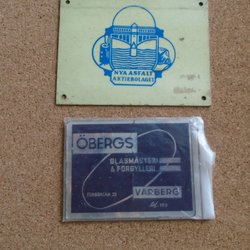 NYA ASFALT
AKTIEBOLAGET
ÖBERGS
GLASMÄSTERI
& FÖRGYLLERI
VARBERG